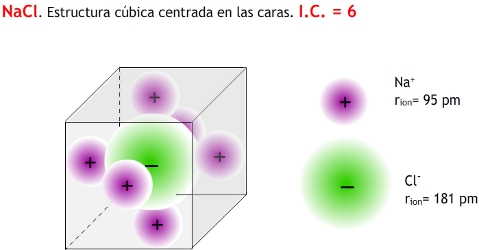 NaCl. Estructura cúbica centrada en las caras. I.C. = 6
+
Na⁺
+
rion= 95 pm
+
+
+
−
+
+
Cl⁻
−
rion= 181 pm